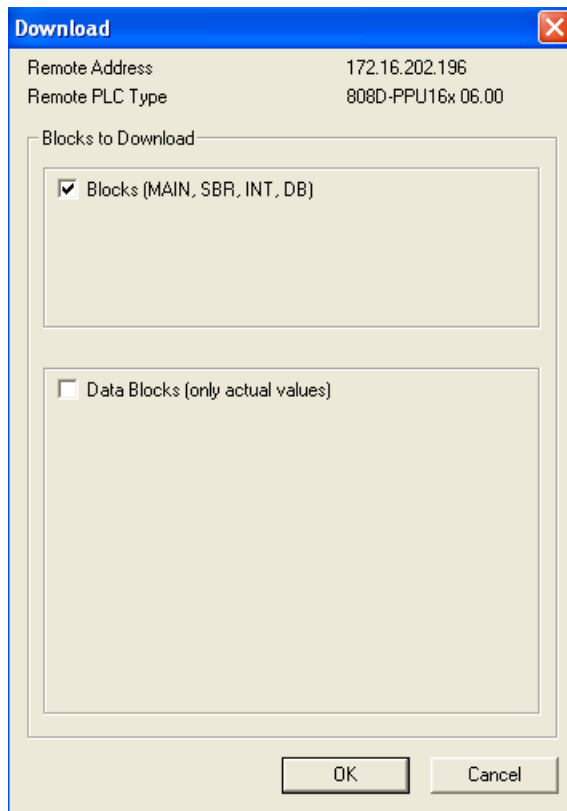 Download
Remote Address 172.16.202.196
Remote PLC Type 808D-PPU16x 06.00
Blocks to Download
Blocks (MAIN, SBR, INT, DB)
Data Blocks (only actual values)
OK Cancel